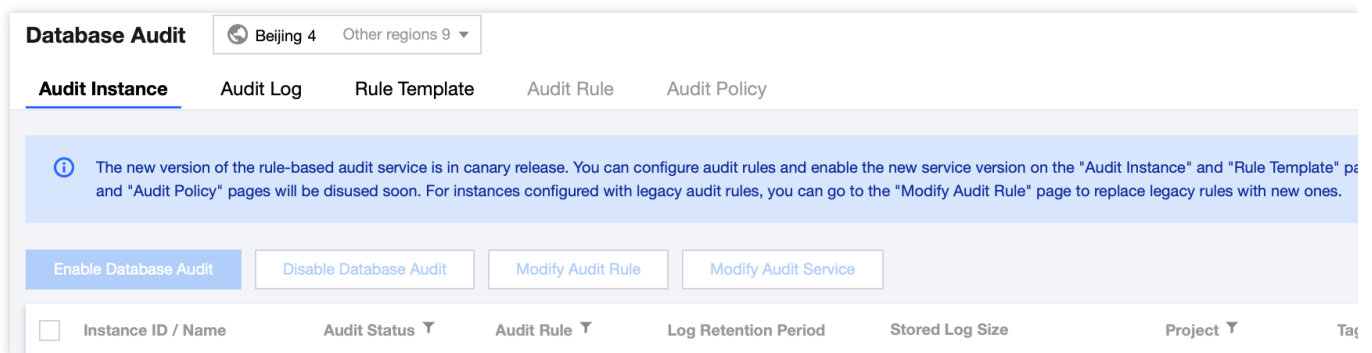 Database Audit Beijing 4 Other regions 9
Audit Instance Audit Log Rule Template Audit Rule Audit Policy
The new version of the rule-based audit service is in canary release. You can configure audit rules and enable the new service version on the "Audit Instance" and "Rule Template"
and "Audit Policy" pages will be disused soon. For instances configured with legacy audit rules, you can go to the "Modify Audit Rule" page to replace legacy rules with new ones.
Enable Database Audit Disable Database Audit Modify Audit Rule Modify Audit Service
Instance ID / Name Audit Status Audit Rule Log Retention Period Stored Log Size Project